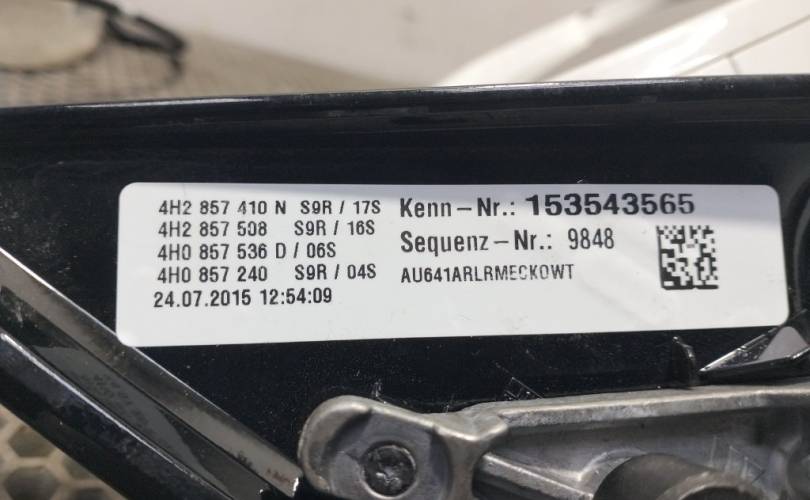 4H2 857 410 N S9R / 17S
4H2 857 508 S9R / 16S
4H0 857 536 D / 06S
4H0 857 240 S9R / 04S
24.07.2015 12:54:09
Kenn-Nr.: 153543565
Sequenz-Nr.: 9848
AU641ARLRMECKOWT